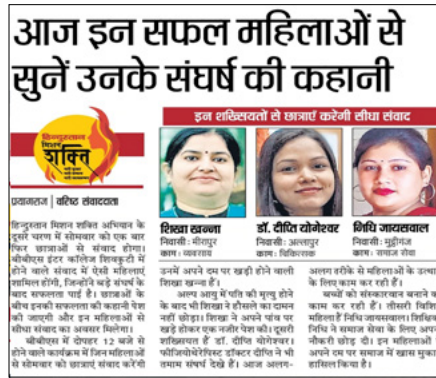 आज इन सफल महिलाओं से
सुनें उनके संघर्ष की कहानी
इन शख्सियतों से छात्राएं करेगी सीधा संवाद
हिन्दुस्तान
मिशन
शक्ति
शिखा खन्ना
निवासी : मीरापुर
काम : व्यवसाय
डॉ. दीप्ति योगेश्वर
निवासी : अल्लापुर
काम : चिकित्सक
निधि जायसवाल
निवासी : मुट्ठीगंज
काम : समाज सेवा
प्रयागराज | वरिष्ठ संवाददाता
हिन्दुस्तान मिशन शक्ति अभियान के
दूसरे चरण में सोमवार को एक बार
फिर छात्राओं से संवाद होगा।
बीबीएस इंटर कॉलेज शिवकुटी में
होने वाले संवाद में ऐसी महिलाएं
शामिल होंगी, जिन्होंने बड़े संघर्ष के
बाद सफलता पाई है। छात्राओं के
बीच इनकी सफलता की कहानी पेश
की जाएगी और इन महिलाओं से
सीधा संवाद का अवसर मिलेगा।
बीबीएस में दोपहर 12 बजे से
होने वाले कार्यक्रम में जिन महिलाओं
से सोमवार को छात्राएं संवाद करेंगी
उनमें अपने दम पर खड़ी होने वाली
शिखा खन्ना हैं।
अल्प आयु में पति की मृत्यु होने
के बाद भी शिखा ने हौसले का दामन
नहीं छोड़ा। शिखा ने अपने पांव पर
खड़े होकर एक नजीर पेश की। दूसरी
शख्सियत हैं डॉ. दीप्ति योगेश्वर।
फीजियोथेरेपिस्ट डॉक्टर दीप्ति ने भी
तमाम संघर्ष देखे हैं। आज अलग-
अलग तरीके से महिलाओं के उत्था
के लिए काम कर रही हैं।
बच्चों को संस्कारवान बनाने क
काम कर रही हैं। तीसरी विशि
महिला हैं निधि जायसवाल। शिक्षि
निधि ने समाज सेवा के लिए अप
नौकरी छोड़ दी। इन महिलाओं
अपने दम पर समाज में खास मुका
हासिल किया है।